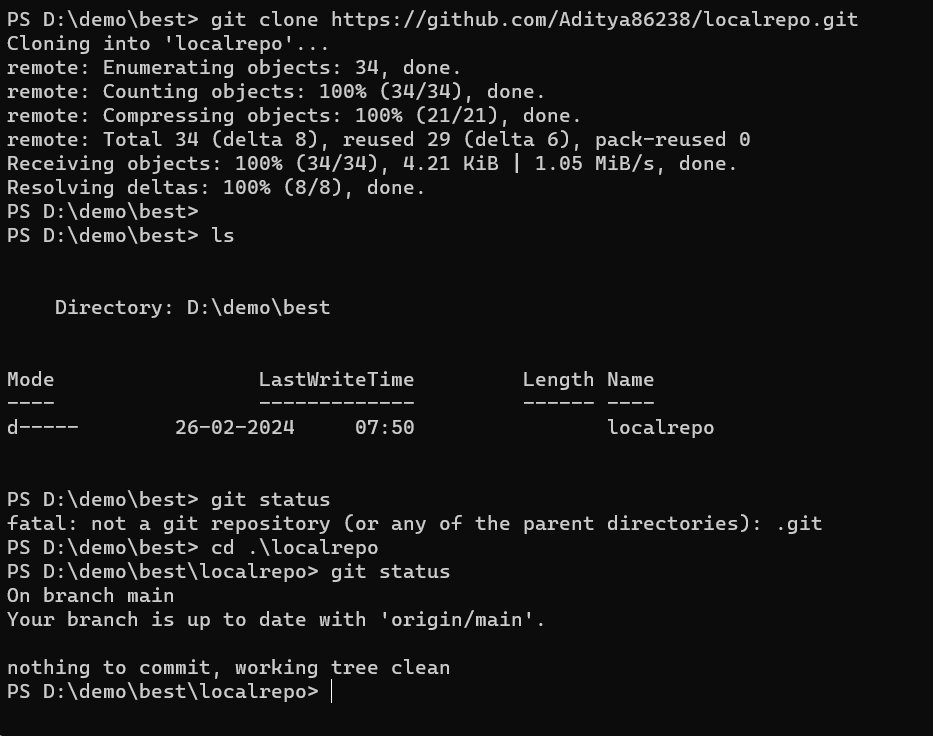 PS D:\demo\best> git clone https://github.com/Aditya86238/localrepo.git
Cloning into 'localrepo'...
remote: Enumerating objects: 34, done.
remote: Counting objects: 100% (34/34), done.
remote: Compressing objects: 100% (21/21), done.
remote: Total 34 (delta 8), reused 29 (delta 6), pack-reused 0
Receiving objects: 100% (34/34), 4.21 KiB | 1.05 MiB/s, done.
Resolving deltas: 100% (8/8), done.
PS D:\demo\best>
PS D:\demo\best> ls
    Directory: D:\demo\best
Mode                 LastWriteTime         Length Name
----                 -------------         ------ ----
d-----        26-02-2024     07:50                localrepo
PS D:\demo\best> git status
fatal: not a git repository (or any of the parent directories): .git
PS D:\demo\best> cd .\localrepo
PS D:\demo\best\localrepo> git status
On branch main
Your branch is up to date with 'origin/main'.
nothing to commit, working tree clean
PS D:\demo\best\localrepo>